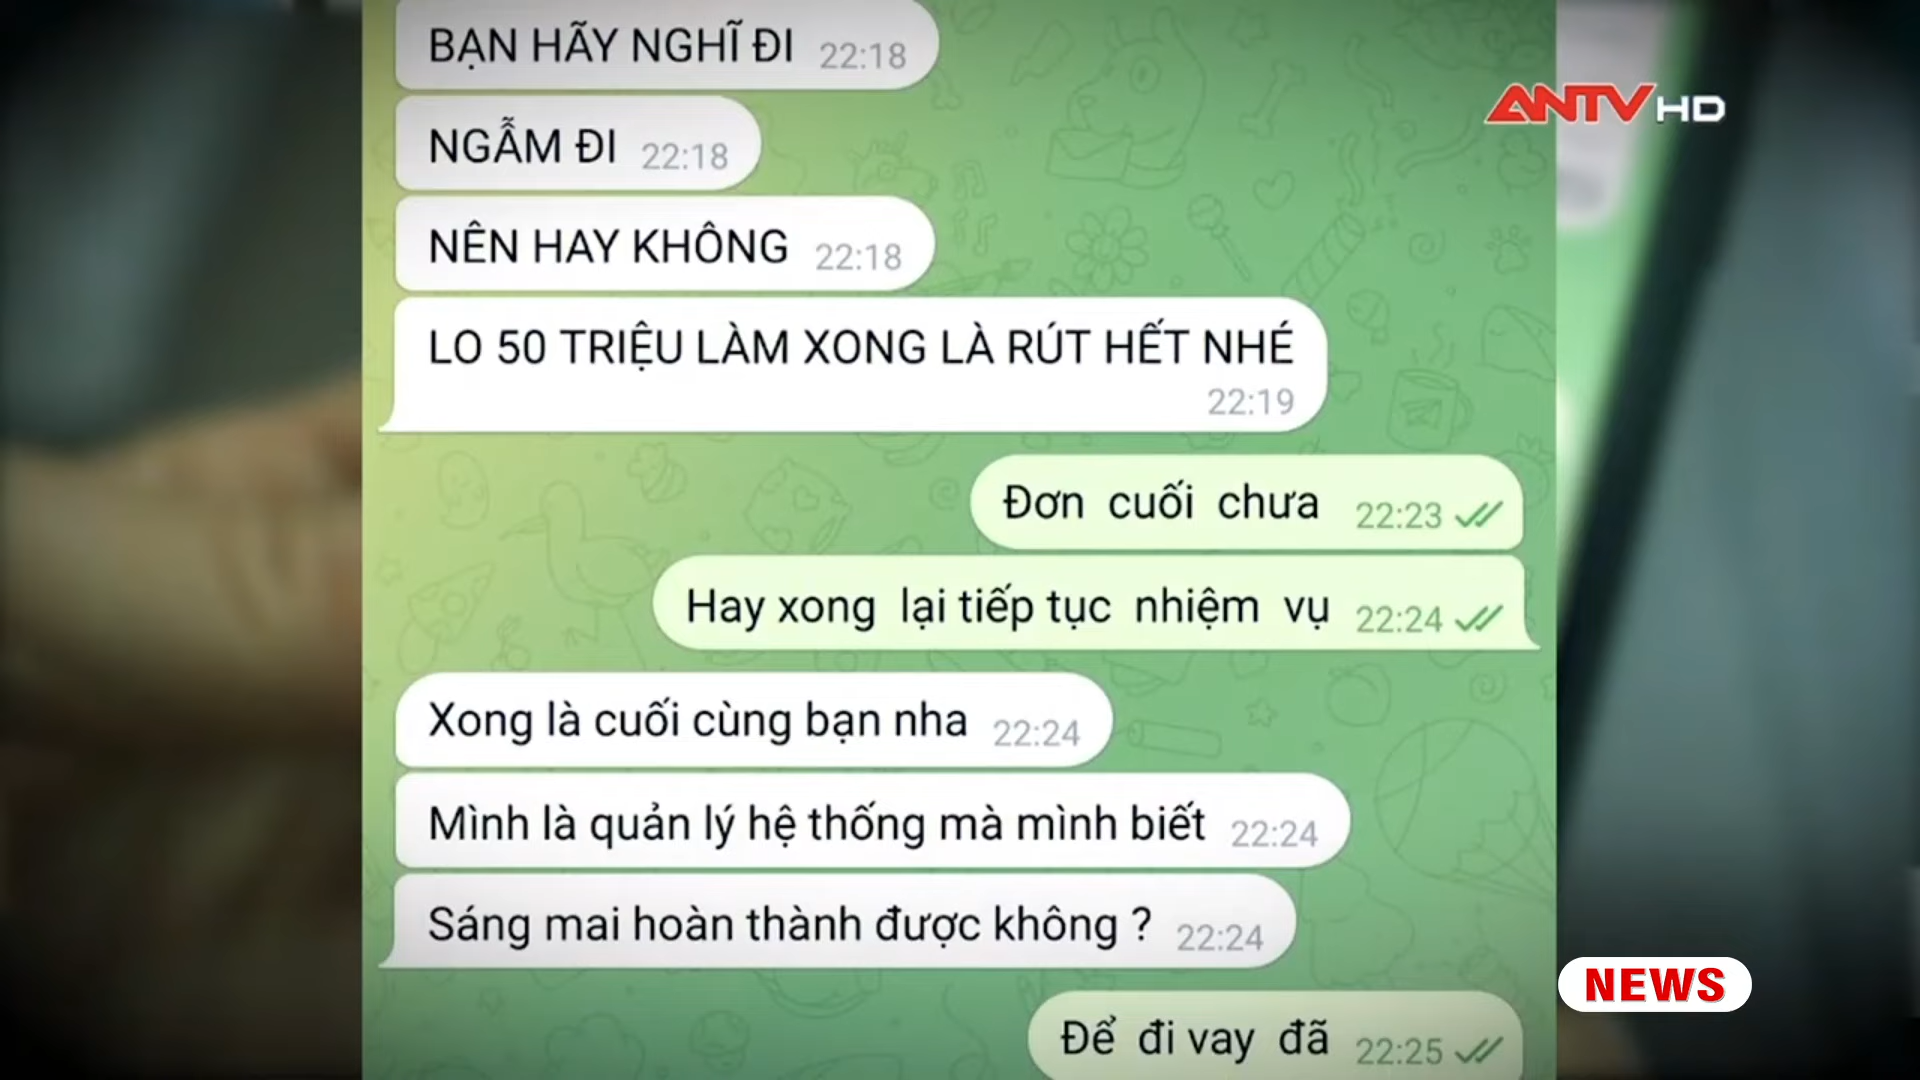 BẠN HÃY NGHĨ ĐI 22:18
ANTV HD
NGẪM ĐI 22:18
NÊN HAY KHÔNG 22:18
LO 50 TRIỆU LÀM XONG LÀ RÚT HẾT NHÉ
22:19
Đơn cuối chưa 22:23
Hay xong lại tiếp tục nhiệm vụ 22:24
Xong là cuối cùng bạn nha 22:24
Mình là quản lý hệ thống mà mình biết 22:24
Sáng mai hoàn thành được không ? 22:24
NEWS
Để đi vay đã 22:25